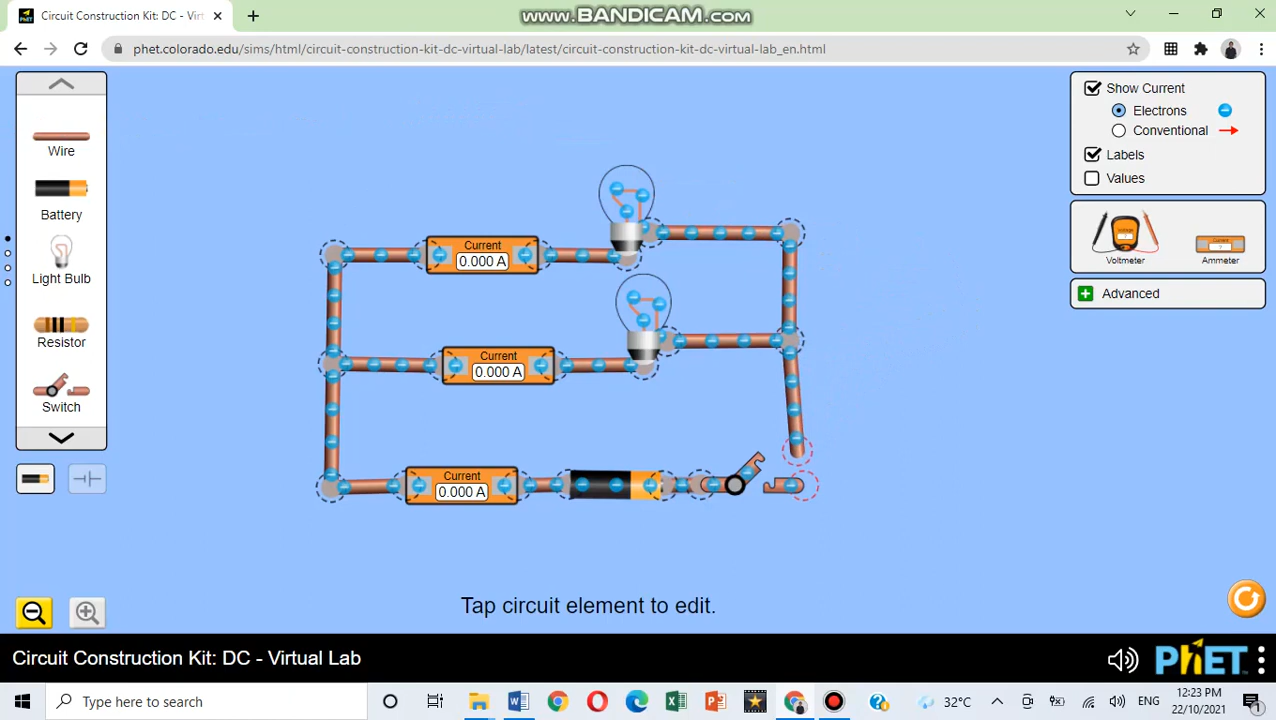 Circuit Construction Kit: DC - Virt
WWW.BANDICAM.COM
phet.colorado.edu/sims/html/circuit-construction-kit-dc-virtual-lab/latest/circuit-construction-kit-dc-virtual-lab_en.html
Wire
Battery
Light Bulb
Resistor
Switch
Current
0.000 A
Current
0.000 A
Current
0.000 A
Show Current
Electrons
Conventional
Labels
Values
Voltage
Voltmeter
Current
?
Ammeter
Advanced
Tap circuit element to edit.
Circuit Construction Kit: DC - Virtual Lab
PhET
Type here to search
32°C
ENG
12:23 PM
22/10/2021
1